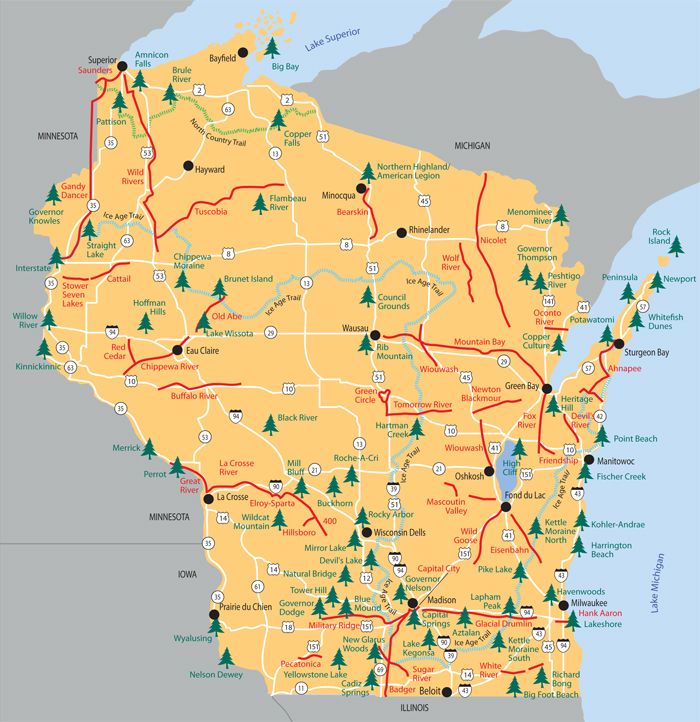 Lake Superior
Superior
Saunders
Amnicon
Falls
Bayfield
Big Bay
Brule
River
2
2
Pattison
MINNESOTA
35
53
63
North Country Trail
Copper
Falls
51
13
MICHIGAN
Hayward
Wild
Rivers
Gandy
Dancer
Governor
Knowles
35
Ice Age Trail
Tuscobia
Flambeau
River
Minocqua
Northern Highland/
American Legion
Bearskin
45
Rhinelander
Nicolet
Menominee
River
Rock
Island
Straight
Lake
63
Interstate
8
8
8
Chippewa
Moraine
53
Wolf
River
Governor
Thompson
Peshtigo
River
Peninsula
Newport
35
Stower
Seven
Lakes
Cattail
Brunet Island
Ice Age Trail
13
51
Ice Age Trail
Council
Grounds
141
Oconto
River
57
Whitefish
Dunes
Potawatomi
Willow
River
Hoffman
Hills
Old Abe
Lake Wissota
29
94
Wausau
Rib
Mountain
Mountain Bay
Copper
Culture
Sturgeon Bay
Kinnickinnic
35
Red
Cedar
Eau Claire
Chippewa River
29
Ahnapee
10
Buffalo River
10
51
Wiouwash
45
Green
Circle
Tomorrow River
Newton
Blackmour
Green Bay
57
Heritage
Hill
35
94
Black River
Hartman
Creek
Fox
River
10
Devil's
River
42
53
13
Ice Age Trail
Wiouwash
41
High
Cliff
Friendship
Point Beach
Manitowoc
Merrick
Perrot
Great
River
La Crosse
River
90
Mill
Bluff
Roche-A-Cri
21
21
39
Oshkosh
Fischer Creek
La Crosse
Elroy-Sparta
Buckhorn
Mascoutin
Valley
Fond du Lac
MINNESOTA
14
Wildcat
Mountain
Hillsboro
400
Rocky Arbor
Wisconsin Dells
Wild
Goose
41
Kettle
Moraine
North
Kohler-Andrae
Harrington
Beach
35
Mirror Lake
90
94
151
Eisenbahn
Lake Michigan
IOWA
61
14
Devil's Lake
Natural Bridge
12
Capital City
Governor
Nelson
Pike Lake
43
Havenwoods
Prairie du Chien
Tower Hill
Governor
Dodge
Blue
Mound
Ice Age Trail
Madison
Capital
Springs
Lapham
Peak
94
Milwaukee
Hank Aaron
Lakeshore
Wyalusing
18
Military Ridge
151
Aztalan
Glacial Drumlin
Ice Age Trail
35
61
151
New Glarus
Woods
Lake
Kegonsa
90
39
Kettle
Moraine
South
43
94
Nelson Dewey
Pecatonica
Yellowstone Lake
69
Sugar
River
White
River
Richard
Bong
11
Cadiz
Springs
Badger
Beloit
43
Big Foot Beach
ILLINOIS